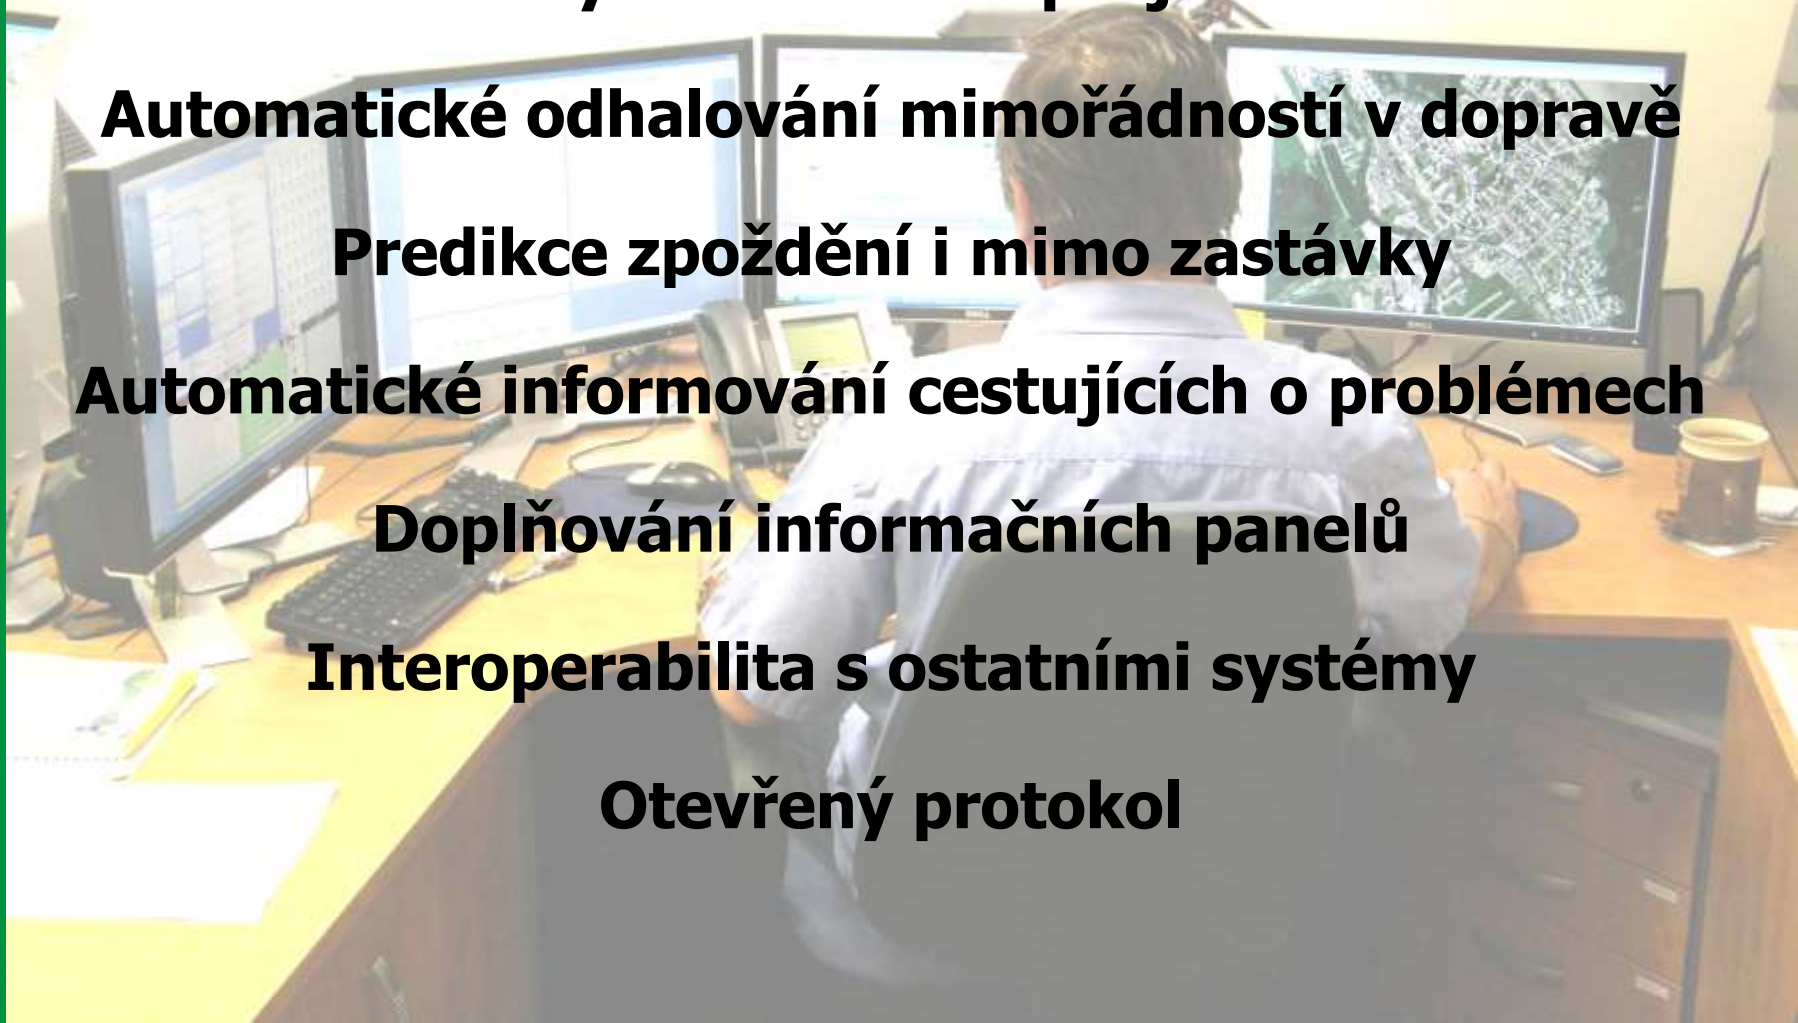 Automatické odhalování mimořádností v dopravě
Predikce zpoždění i mimo zastávky
Automatické informování cestujících o problémech
Doplňování informačních panelů
Interoperabilita s ostatními systémy
Otevřený protokol